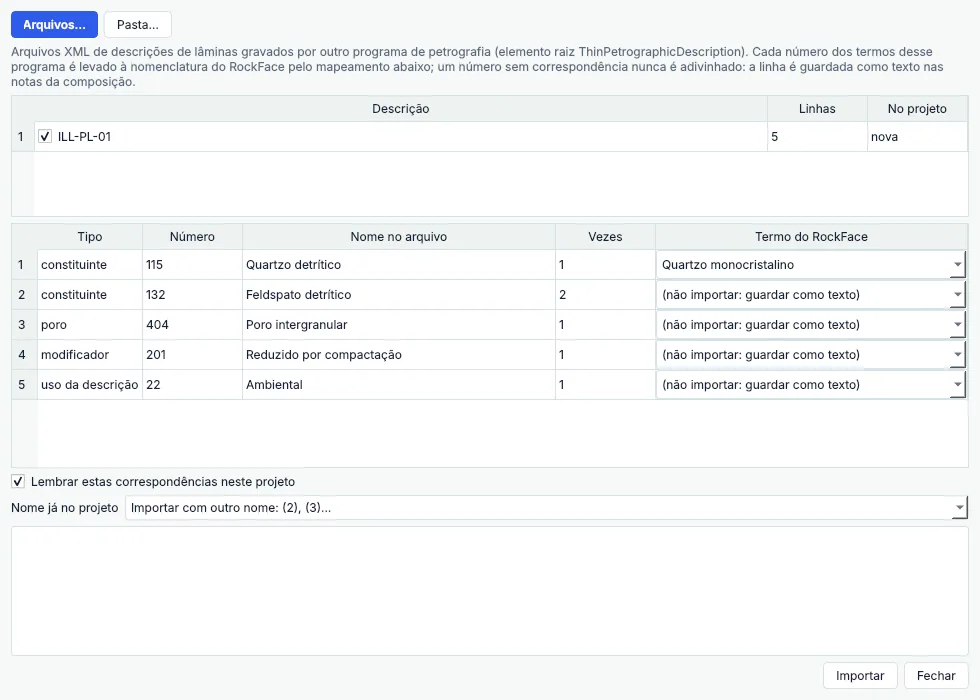 Arquivos... Pasta...
Arquivos XML de descrições de lâminas gravados por outro programa de petrografia (elemento raiz ThinPetrographicDescription). Cada número dos termos desse
programa é levado à nomenclatura do RockFace pelo mapeamento abaixo; um número sem correspondência nunca é adivinhado: a linha é guardada como texto nas
notas da composição.
Descrição Linhas No projeto
1 ILL-PL-01 5 nova
Tipo Número Nome no arquivo Vezes Termo do RockFace
1 constituinte 115 Quartzo detrítico 1 Quartzo monocristalino
2 constituinte 132 Feldspato detrítico 2 (não importar: guardar como texto)
3 poro 404 Poro intergranular 1 (não importar: guardar como texto)
4 modificador 201 Reduzido por compactação 1 (não importar: guardar como texto)
5 uso da descrição 22 Ambiental 1 (não importar: guardar como texto)
Lembrar estas correspondências neste projeto
Nome já no projeto Importar com outro nome: (2), (3)...
Importar Fechar